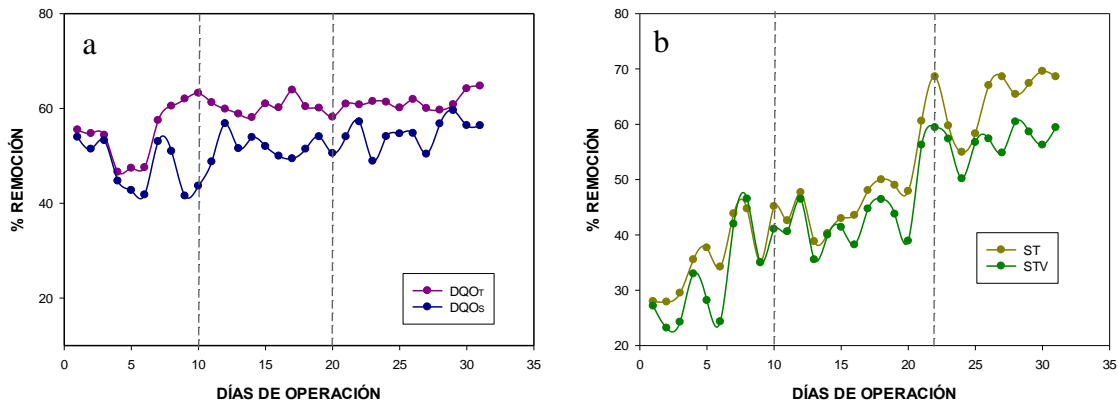 a
% REMOCIÓN
80
60
40
20
DQOT
DQOS
0 5 10 15 20 25 30 35
DÍAS DE OPERACIÓN
b
% REMOCIÓN
80
70
60
50
40
30
20
ST
STV
0 5 10 15 20 25 30 35
DÍAS DE OPERACIÓN